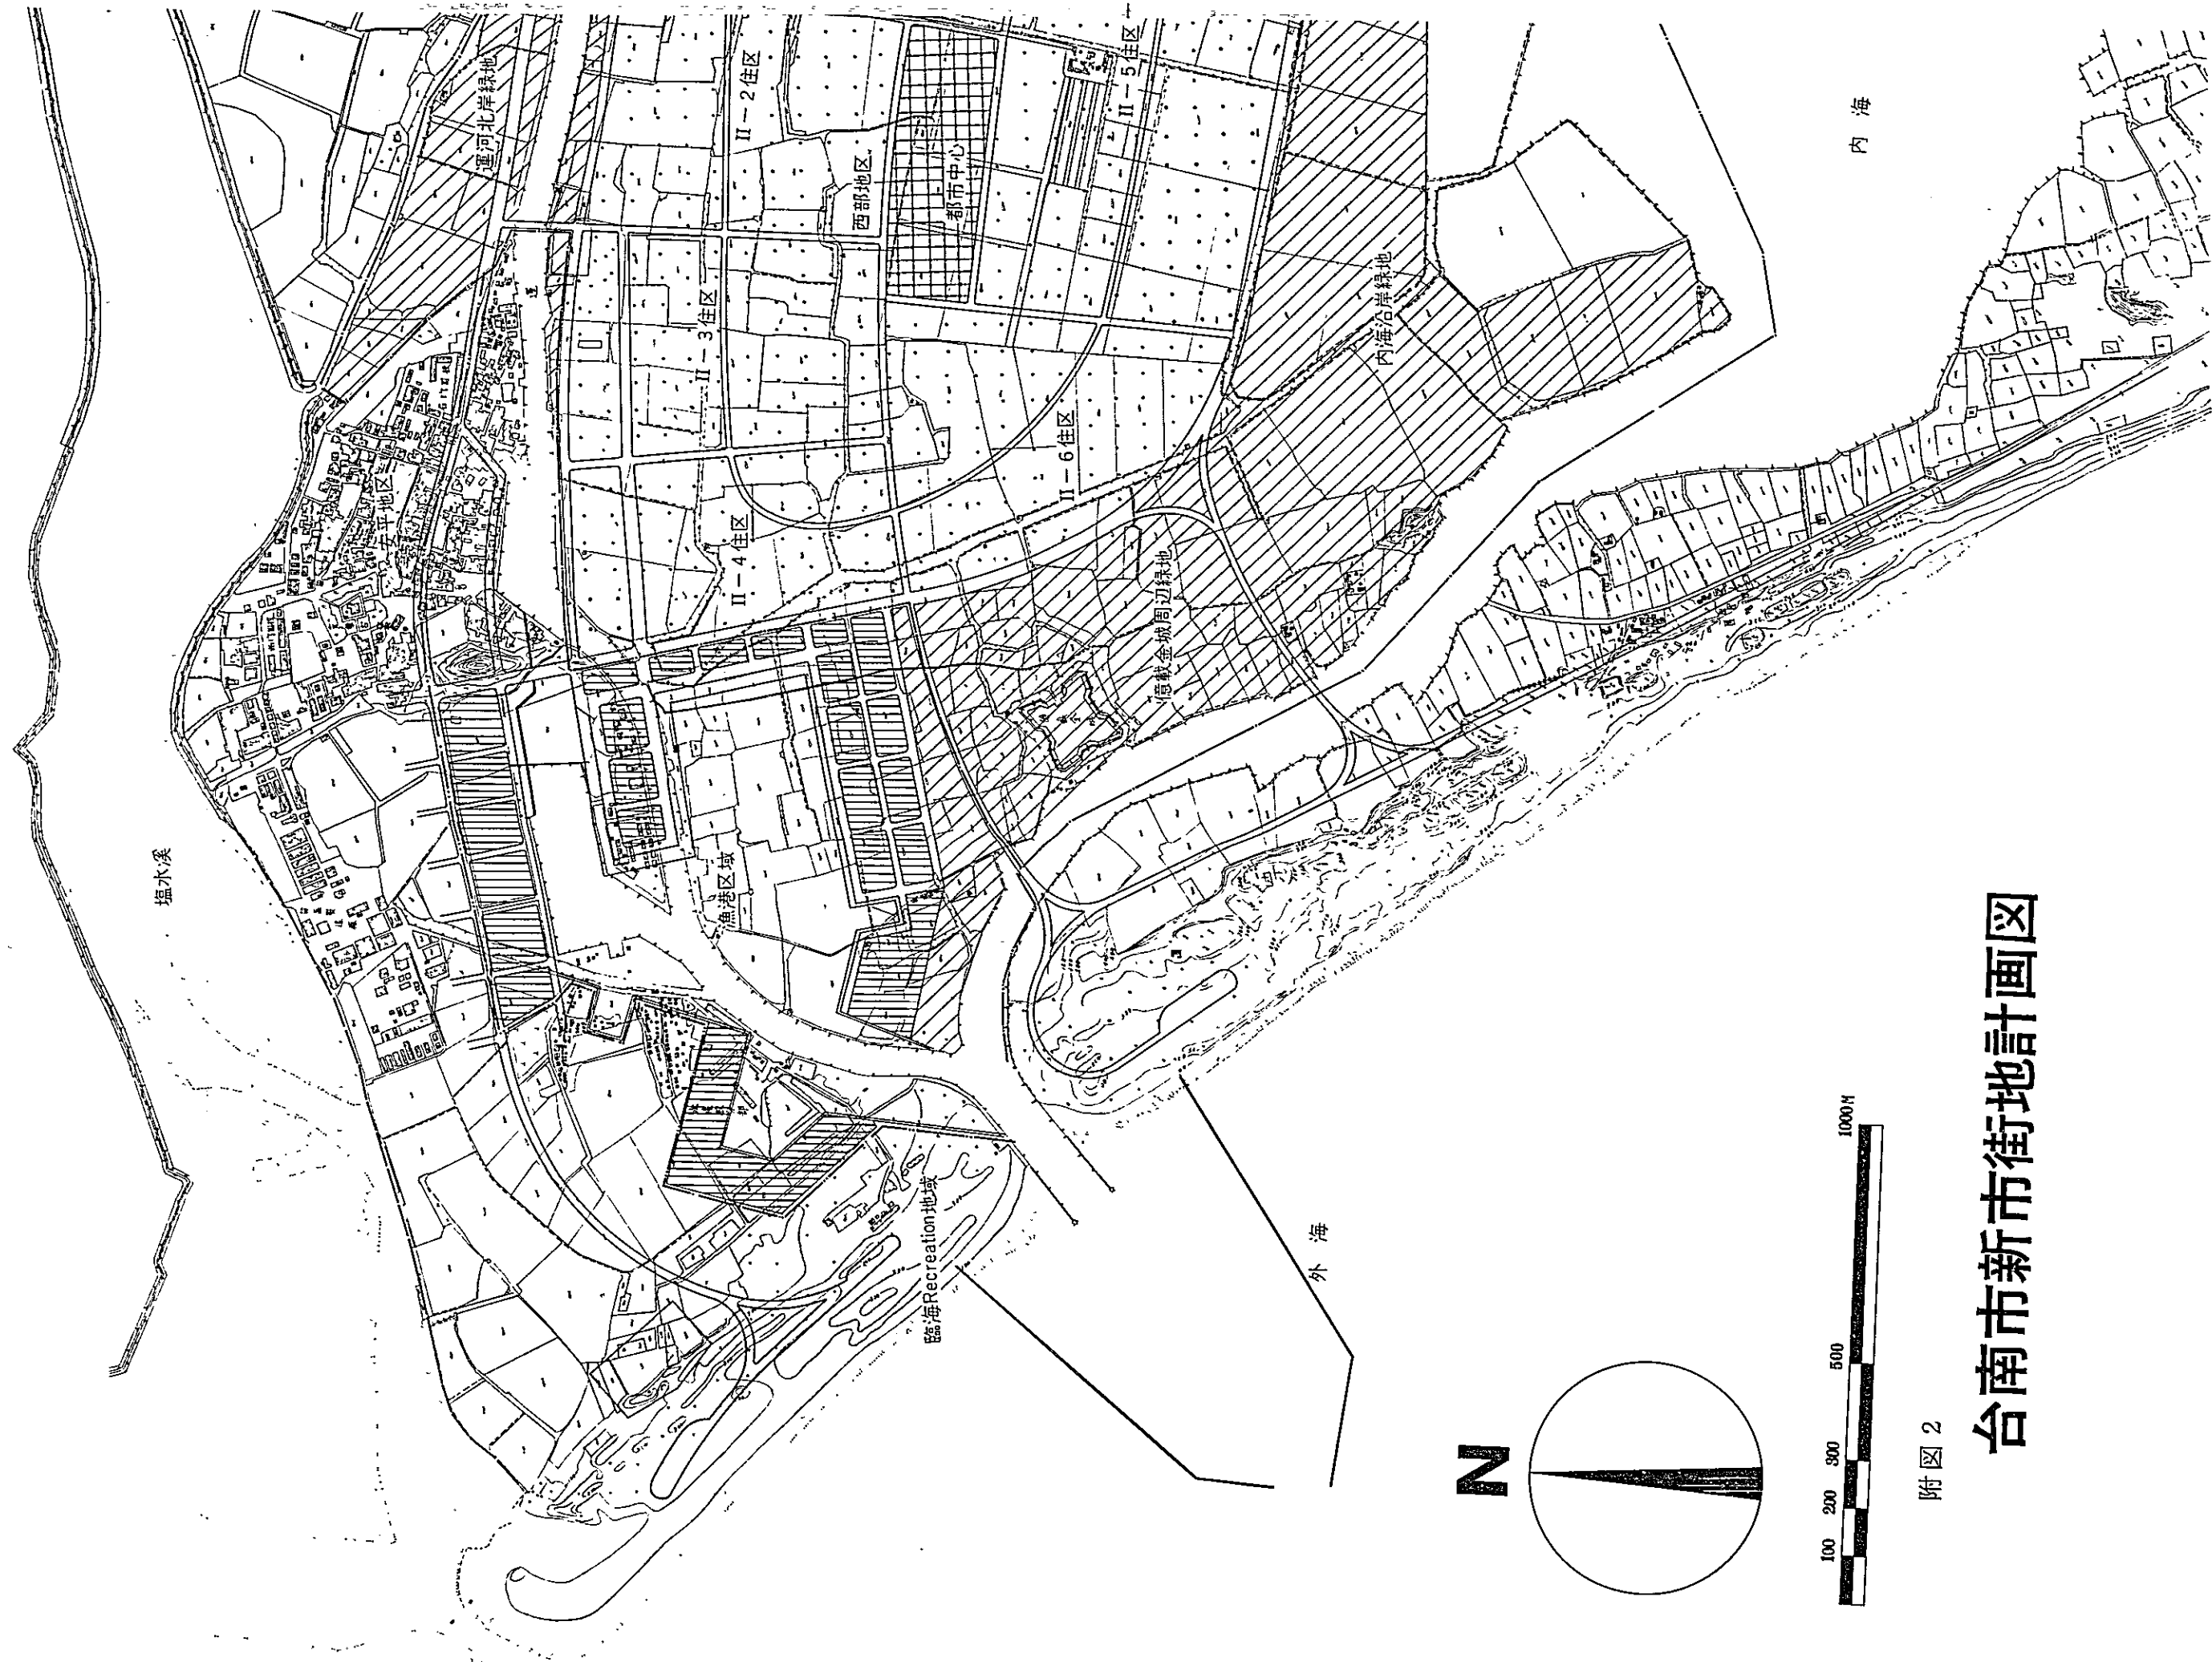 塩水溪
運河北岸緑地
II－2住区
西部地区
都市中心
II－5住区
内海
安平地区
運
II－3住区
II－4住区
II－6住区
内海沿岸緑地
億載金城周辺緑地
漁港区域
臨海Recreation地域
外海
N
100 200 300 500 1000M
附図2
台南市新市街地計画図